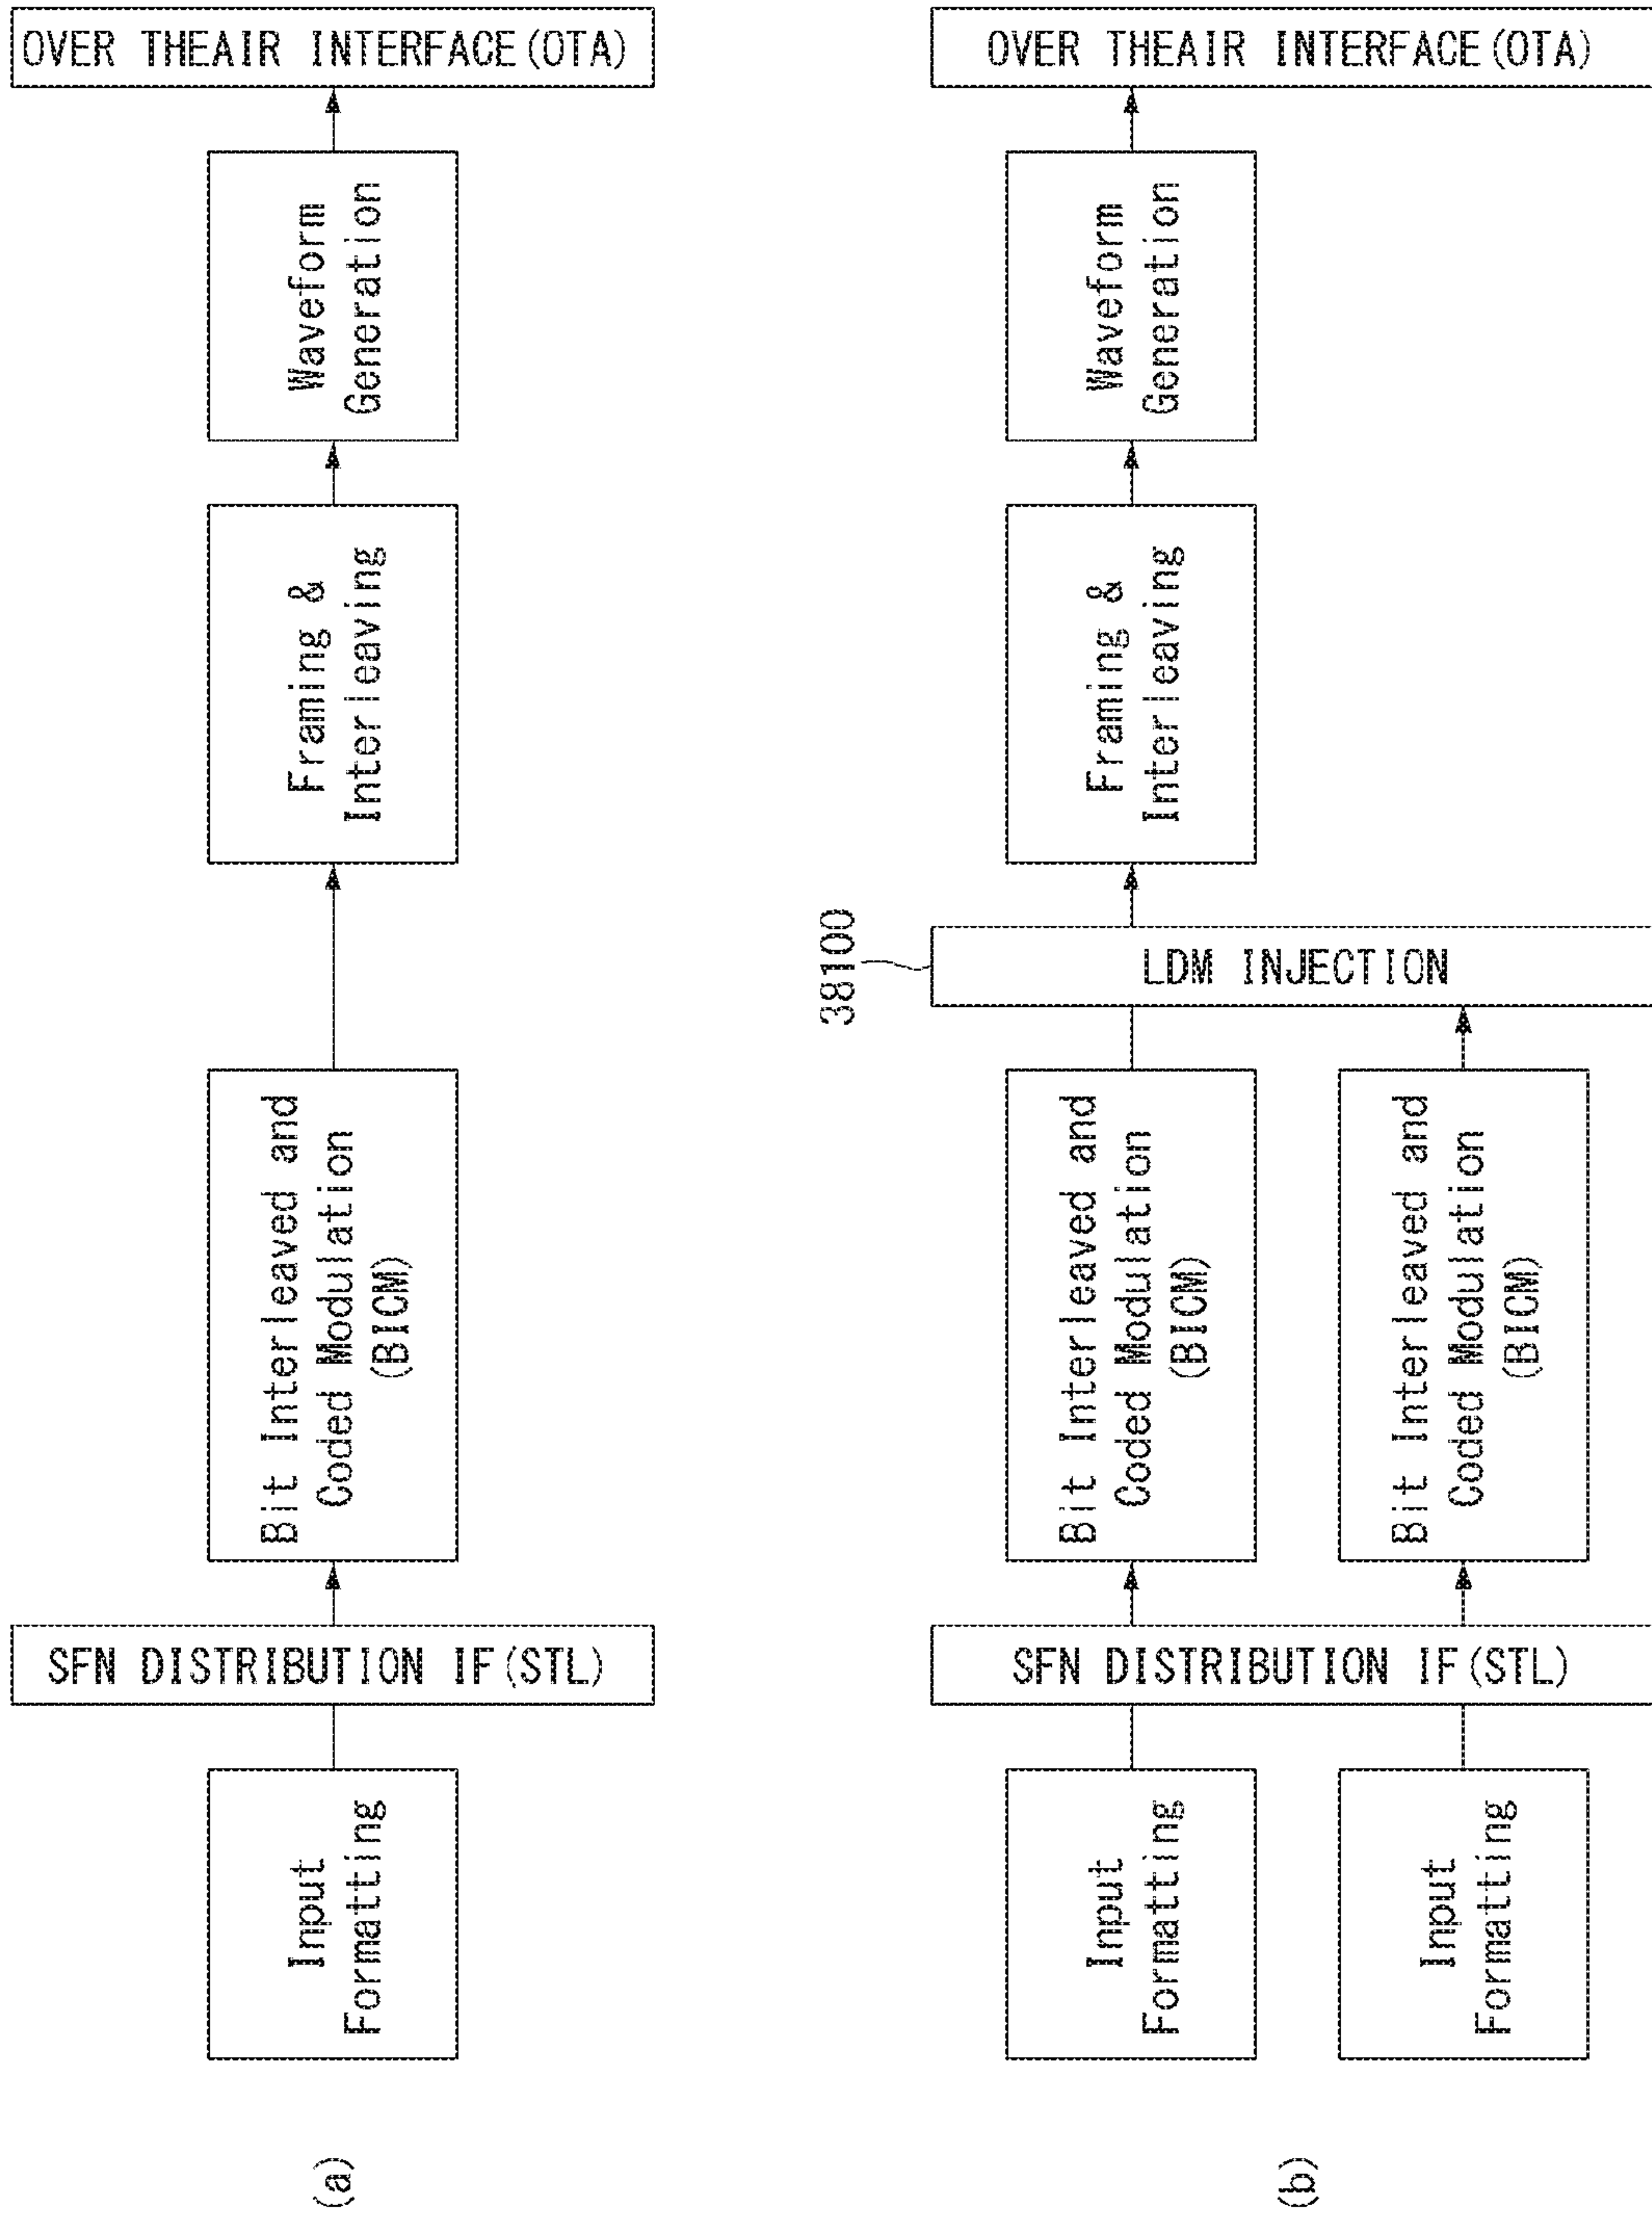 (a)
Input
Formatting
SFN DISTRIBUTION IF(STL)
Bit Interleaved and
Coded Modulation
(BICM)
Framing &
Interleaving
Waveform
Generation
OVER THEAIR INTERFACE(OTA)
(b)
Input
Formatting
Input
Formatting
SFN DISTRIBUTION IF(STL)
Bit Interleaved and
Coded Modulation
(BICM)
Bit Interleaved and
Coded Modulation
(BICM)
38100
LDM INJECTION
Framing &
Interleaving
Waveform
Generation
OVER THEAIR INTERFACE(OTA)